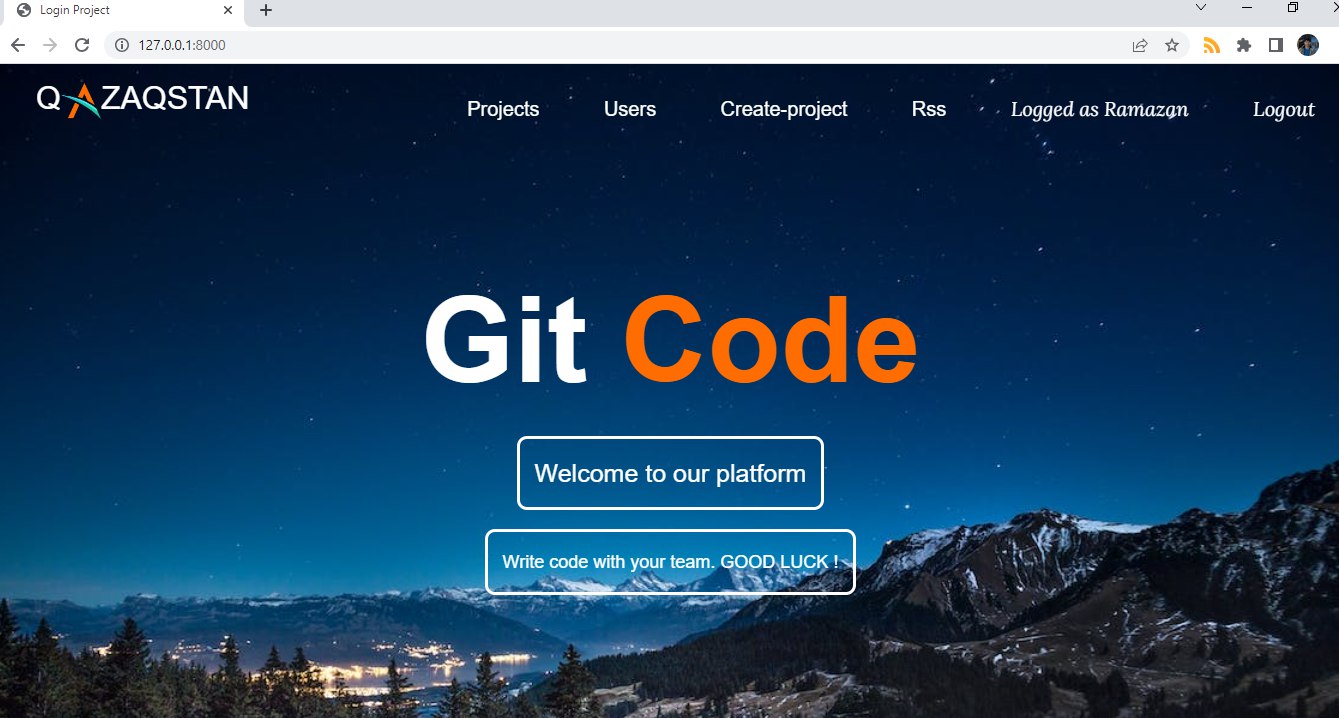 Login Project
127.0.0.1:8000
QAZAQSTAN
Projects Users Create-project Rss Logged as Ramazan Logout
Git Code
Welcome to our platform
Write code with your team. GOOD LUCK !